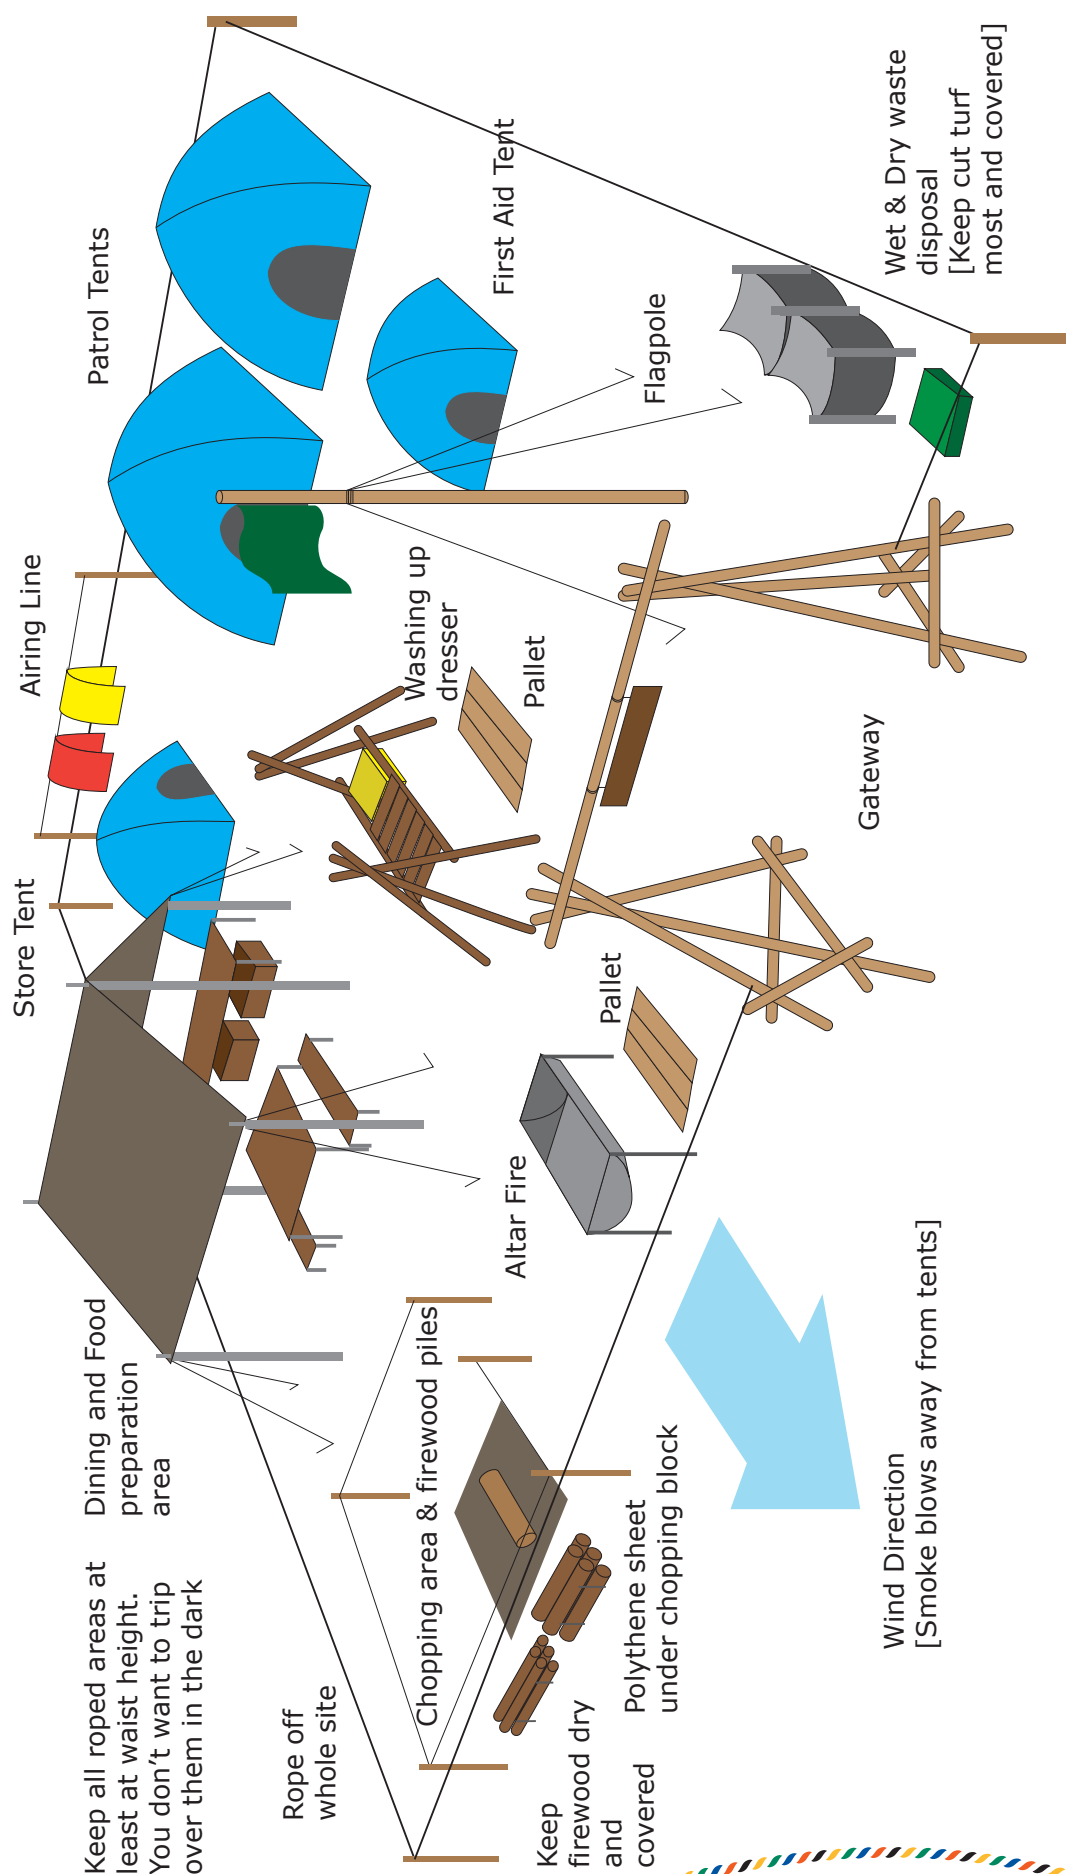 Keep all roped areas at
least at waist height.
You don't want to trip
over them in the dark
Dining and Food
preparation
area
Store Tent
Airing Line
Patrol Tents
Rope off
whole site
Chopping area & firewood piles
Altar Fire
Pallet
Washing up
dresser
Pallet
First Aid Tent
Flagpole
Keep
firewood dry
and
covered
Polythene sheet
under chopping block
Gateway
Wet & Dry waste
disposal
[Keep cut turf
most and covered]
Wind Direction
[Smoke blows away from tents]